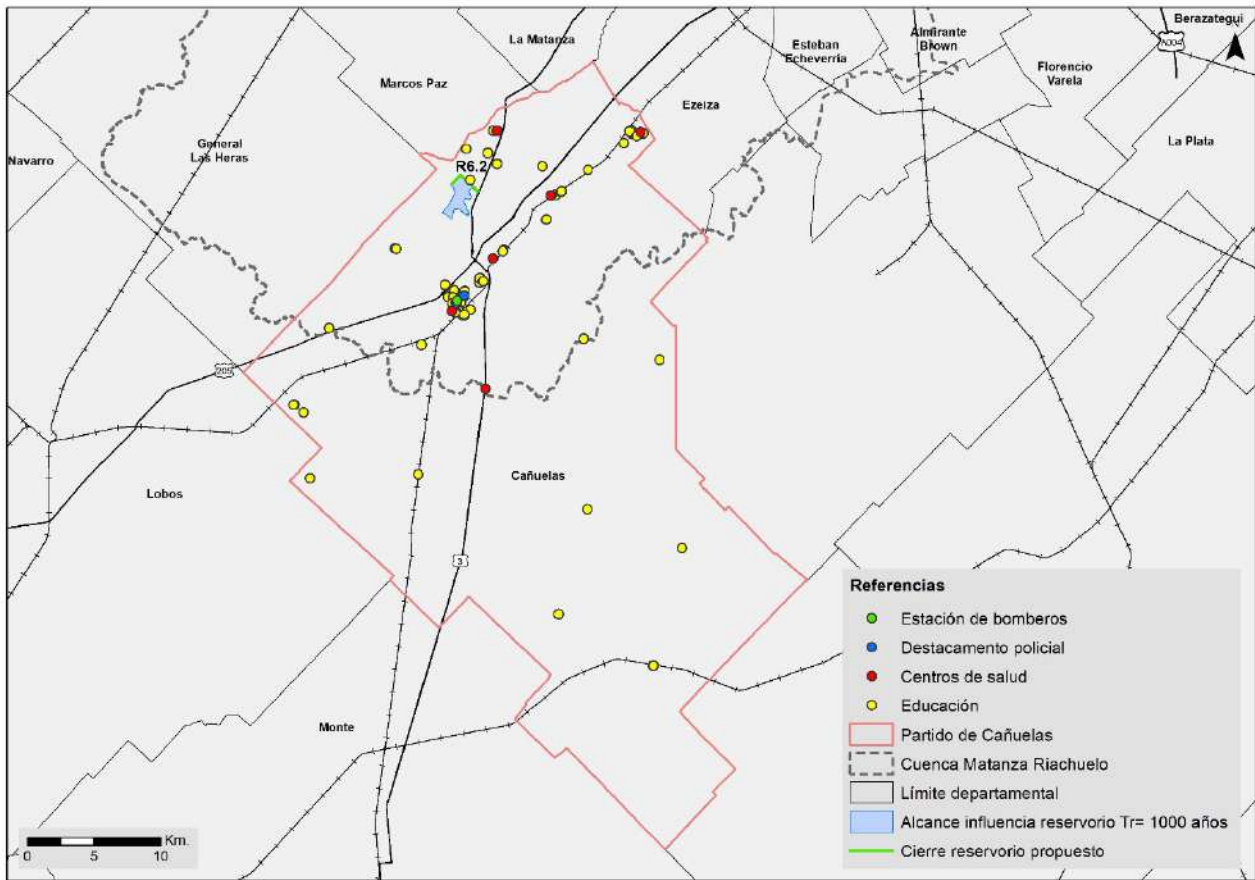 Berazategui
La Matanza
Almirante
Brown
A004
Esteban
Echeverría
Marcos Paz
Florencio
Varela
Ezeiza
General
Las Heras
La Plata
Navarro
R6.2
205
Lobos
Cañuelas
3
Monte
Referencias
Estación de bomberos
Destacamento policial
Centros de salud
Educación
Partido de Cañuelas
Cuenca Matanza Riachuelo
Límite departamental
Alcance influencia reservorio Tr= 1000 años
Cierre reservorio propuesto
Km.
0 5 10